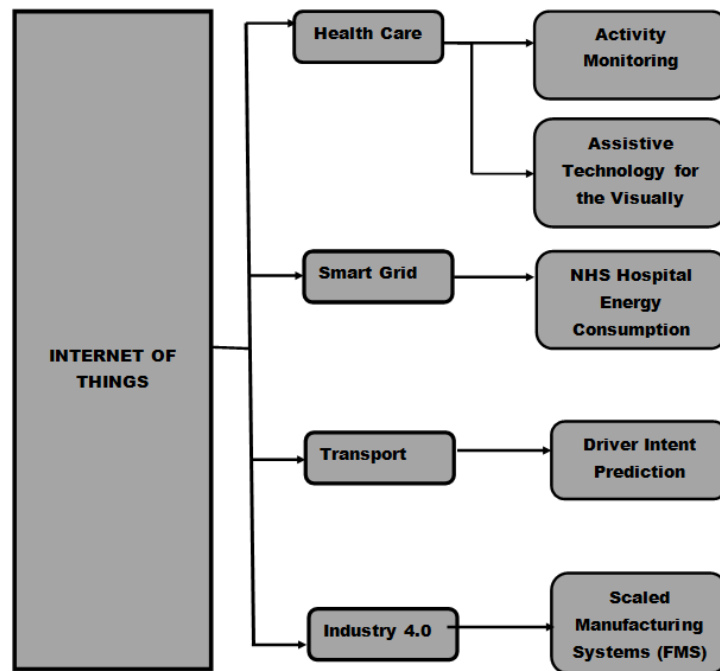 INTERNET OF
THINGS
Health Care
Activity
Monitoring
Assistive
Technology for
the Visually
Smart Grid
NHS Hospital
Energy
Consumption
Transport
Driver Intent
Prediction
Industry 4.0
Scaled
Manufacturing
Systems (FMS)